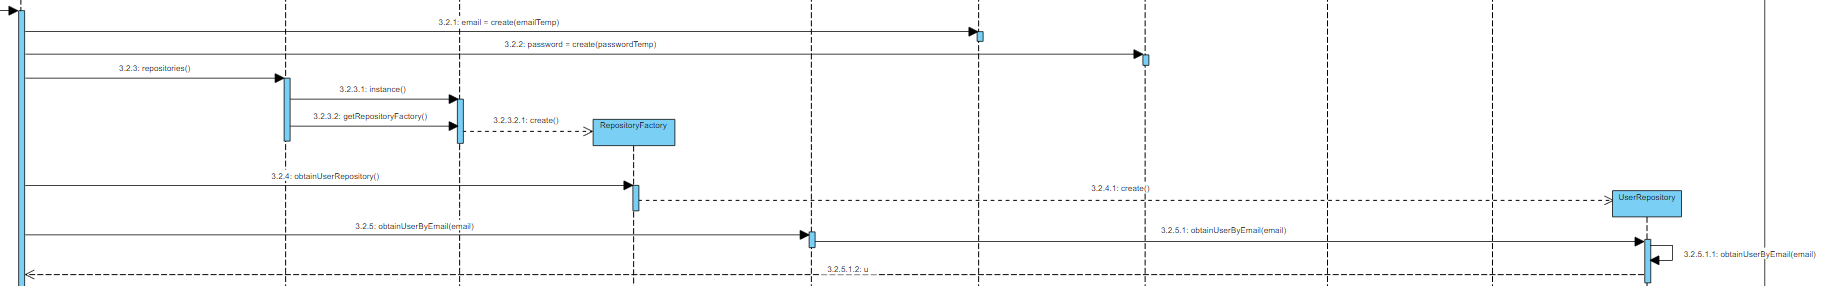 3.2.1: email = create(emailTemp)
3.2.2: password = create(passwordTemp)
3.2.3: repositories()
3.2.3.1: instance()
3.2.3.2: getRepositoryFactory()
3.2.3.2.1: create()
RepositoryFactory
3.2.4: obtainUserRepository()
3.2.4.1: create()
UserRepository
3.2.5: obtainUserByEmail(email)
3.2.5.1: obtainUserByEmail(email)
3.2.5.1.1: obtainUserByEmail(email)
3.2.5.1.2: u